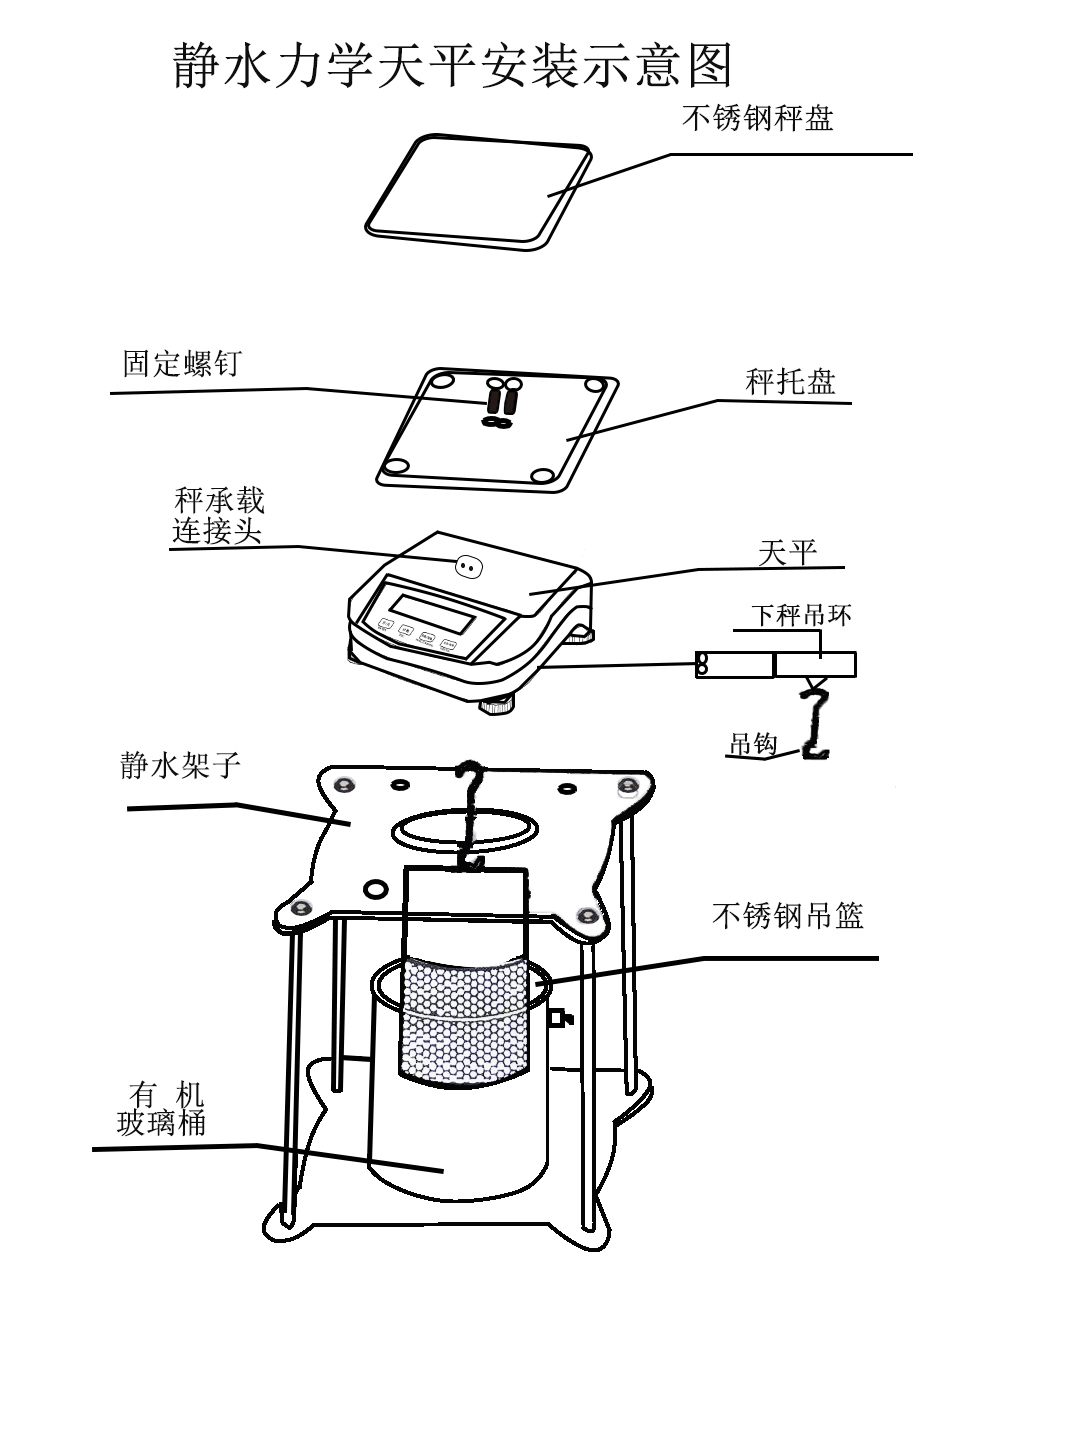 静水力学天平安装示意图
不锈钢秤盘
固定螺钉
秤托盘
秤承载
连接头
天平
下秤吊环
吊钩
静水架子
不锈钢吊篮
有 机
玻璃桶